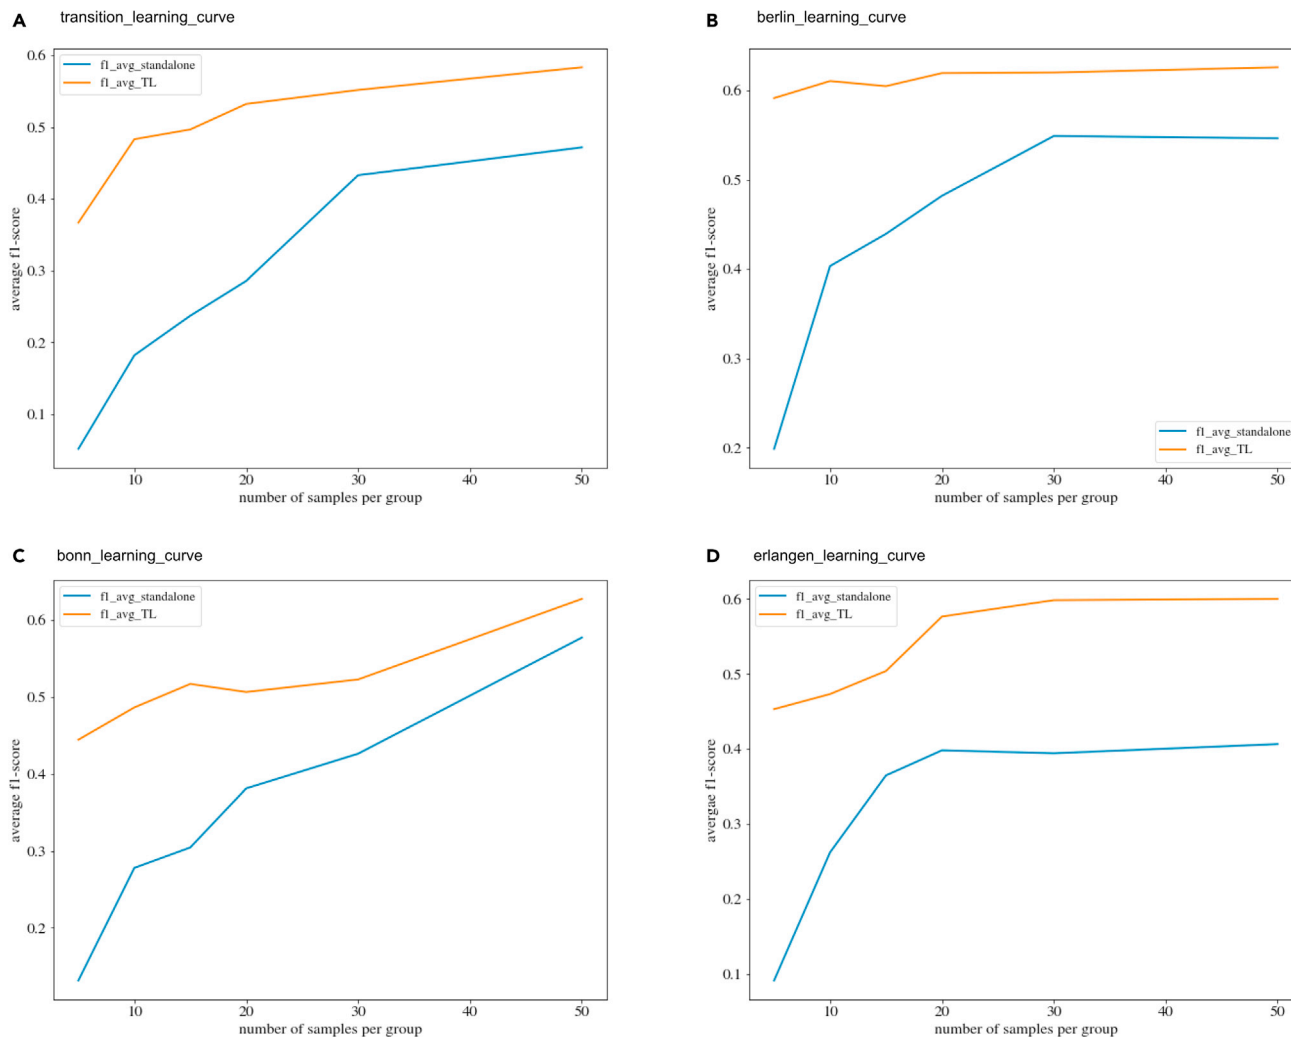 A transition_learning_curve
f1_avg_standalone
f1_avg_TL
0.6
0.5
0.4
0.3
0.2
0.1
average f1-score
10 20 30 40 50
number of samples per group
B berlin_learning_curve
0.6
0.5
0.4
0.3
0.2
average f1-score
f1_avg_standalone
f1_avg_TL
10 20 30 40 50
number of samples per group
C bonn_learning_curve
f1_avg_standalone
f1_avg_TL
0.6
0.5
0.4
0.3
0.2
average f1-score
10 20 30 40 50
number of samples per group
D erlangen_learning_curve
f1_avg_standalone
f1_avg_TL
0.6
0.5
0.4
0.3
0.2
0.1
avergae f1-score
10 20 30 40 50
number of samples per group